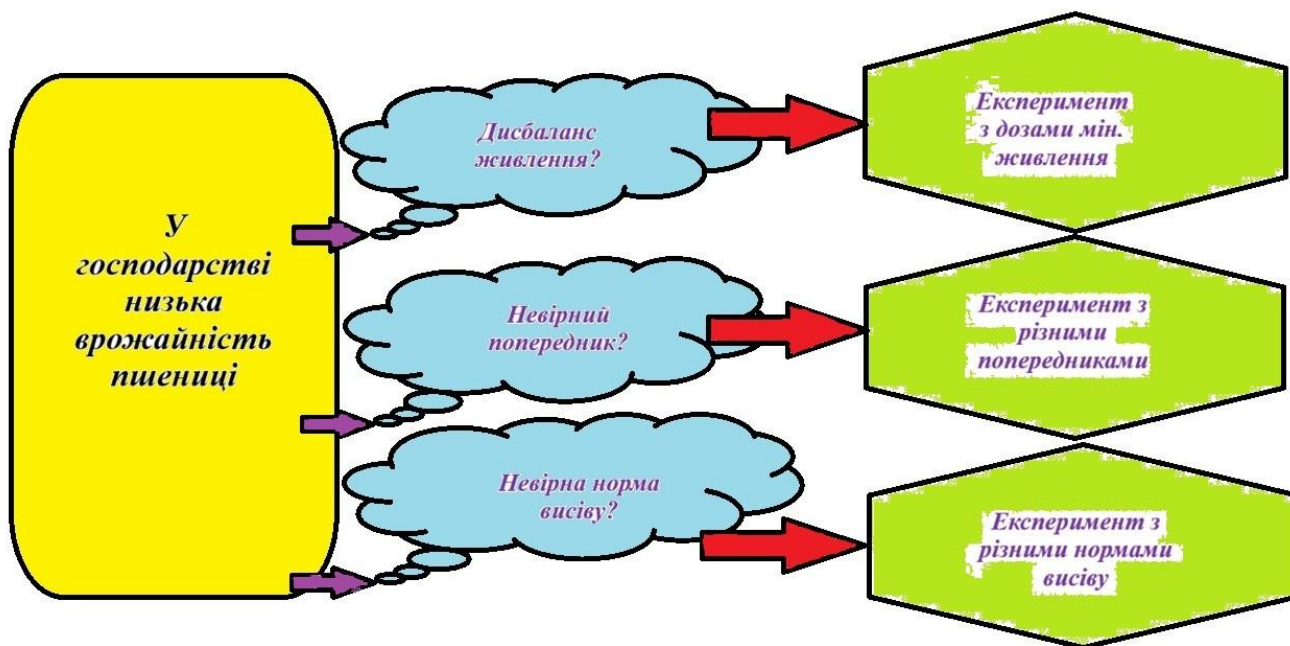 У
господарстві
низька
врожайність
пшениці
Дисбаланс
живлення?
Експеримент
з дозами мін.
живлення
Невірний
попередник?
Експеримент з
різними
попередниками
Невірна норма
висіву?
Експеримент з
різними нормами
висіву